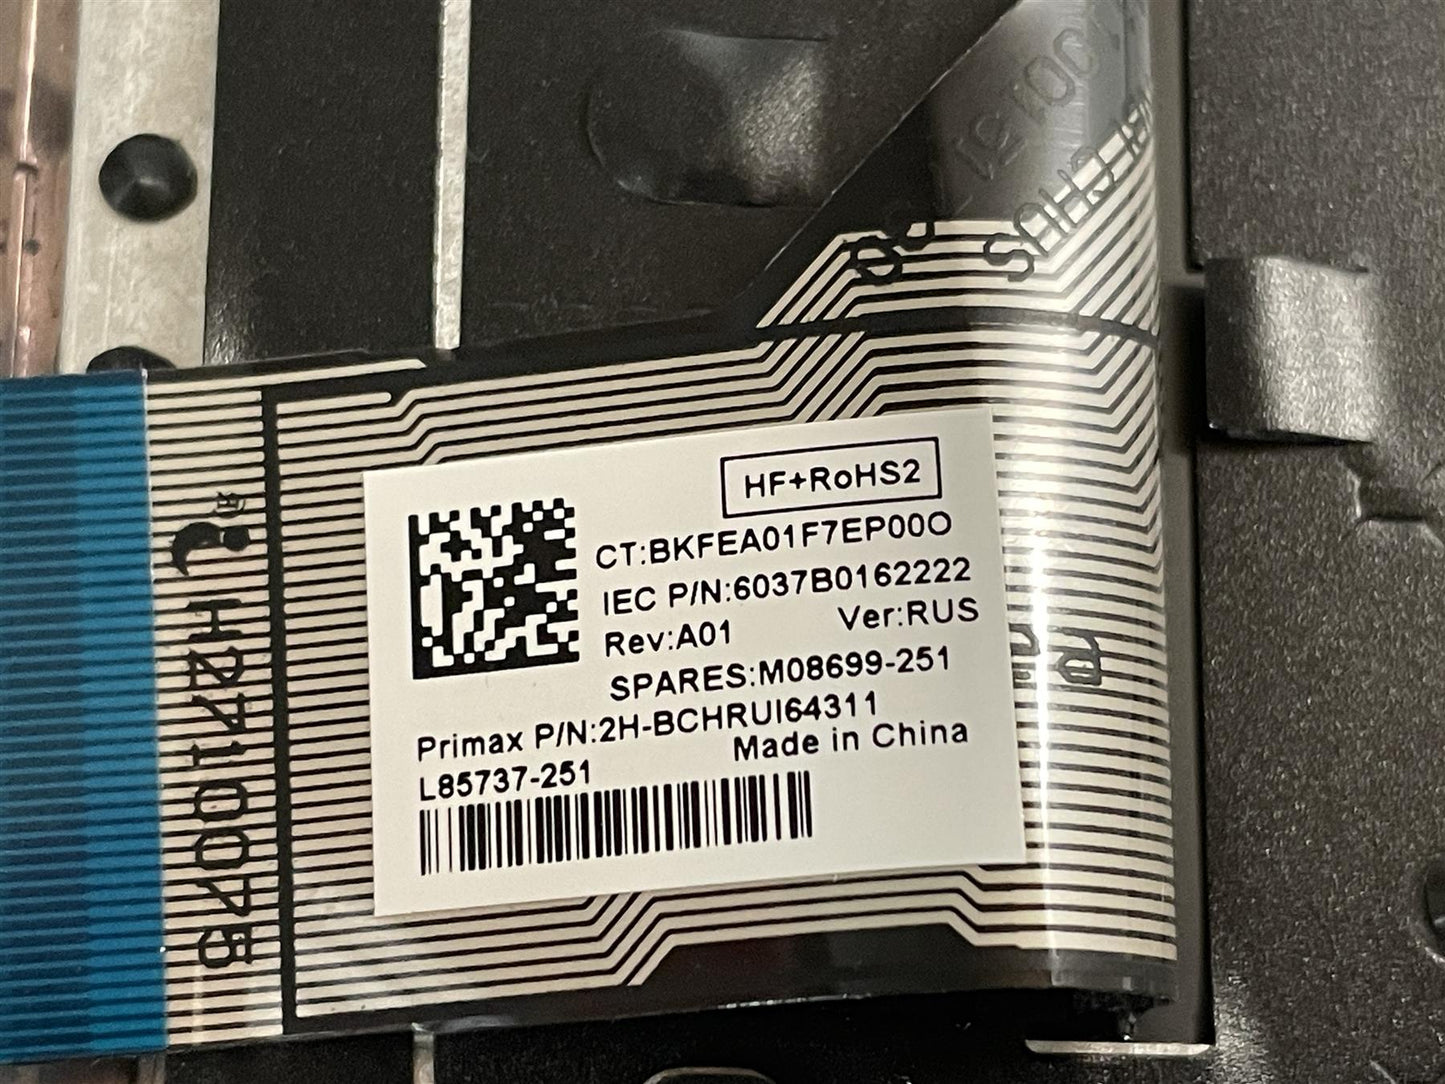 HF+RoHS2
CT:BKFEA01F7EP00O
IEC P/N:6037B0162222
Rev:A01 Ver:RUS
SPARES:M08699-251
Primax P/N:2H-BCHRUI64311
Made in China
L85737-251